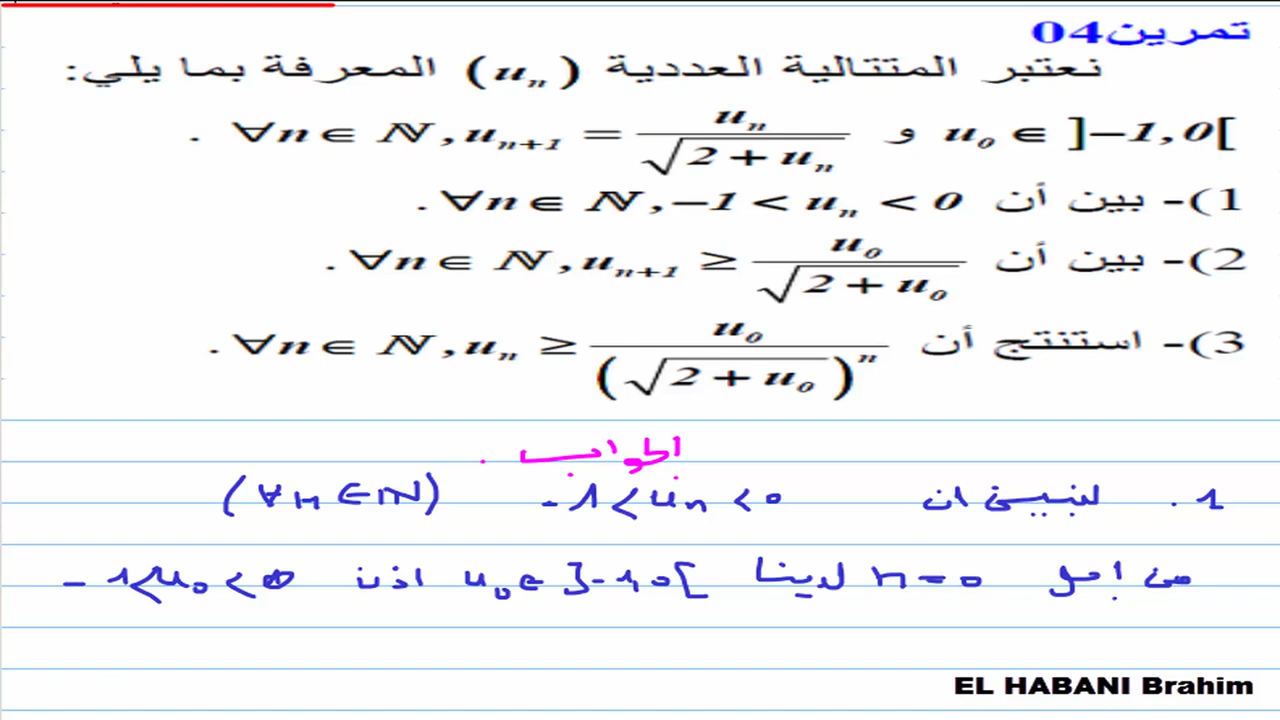 تمرين04
نعتبر المتتالية العددية (uₙ) المعرفة بما يلي:
u₀ ∈ ]−1,0[ و ∀n ∈ ℕ, uₙ₊₁ = uₙ / √(2 + uₙ) .
1)- بين أن ∀n ∈ ℕ, −1 < uₙ < 0 .
2)- بين أن ∀n ∈ ℕ, uₙ₊₁ ≥ u₀ / √(2 + u₀) .
3)- استنتج أن ∀n ∈ ℕ, uₙ ≥ u₀ / (√(2 + u₀))ⁿ .
الجواب
1. لنبين ان -1 < uₙ < 0 (∀n ∈ ℕ)
من اجل n = 0 لدينا u₀ ∈ ]-1,0[ اذن -1 < u₀ < 0
EL HABANI Brahim